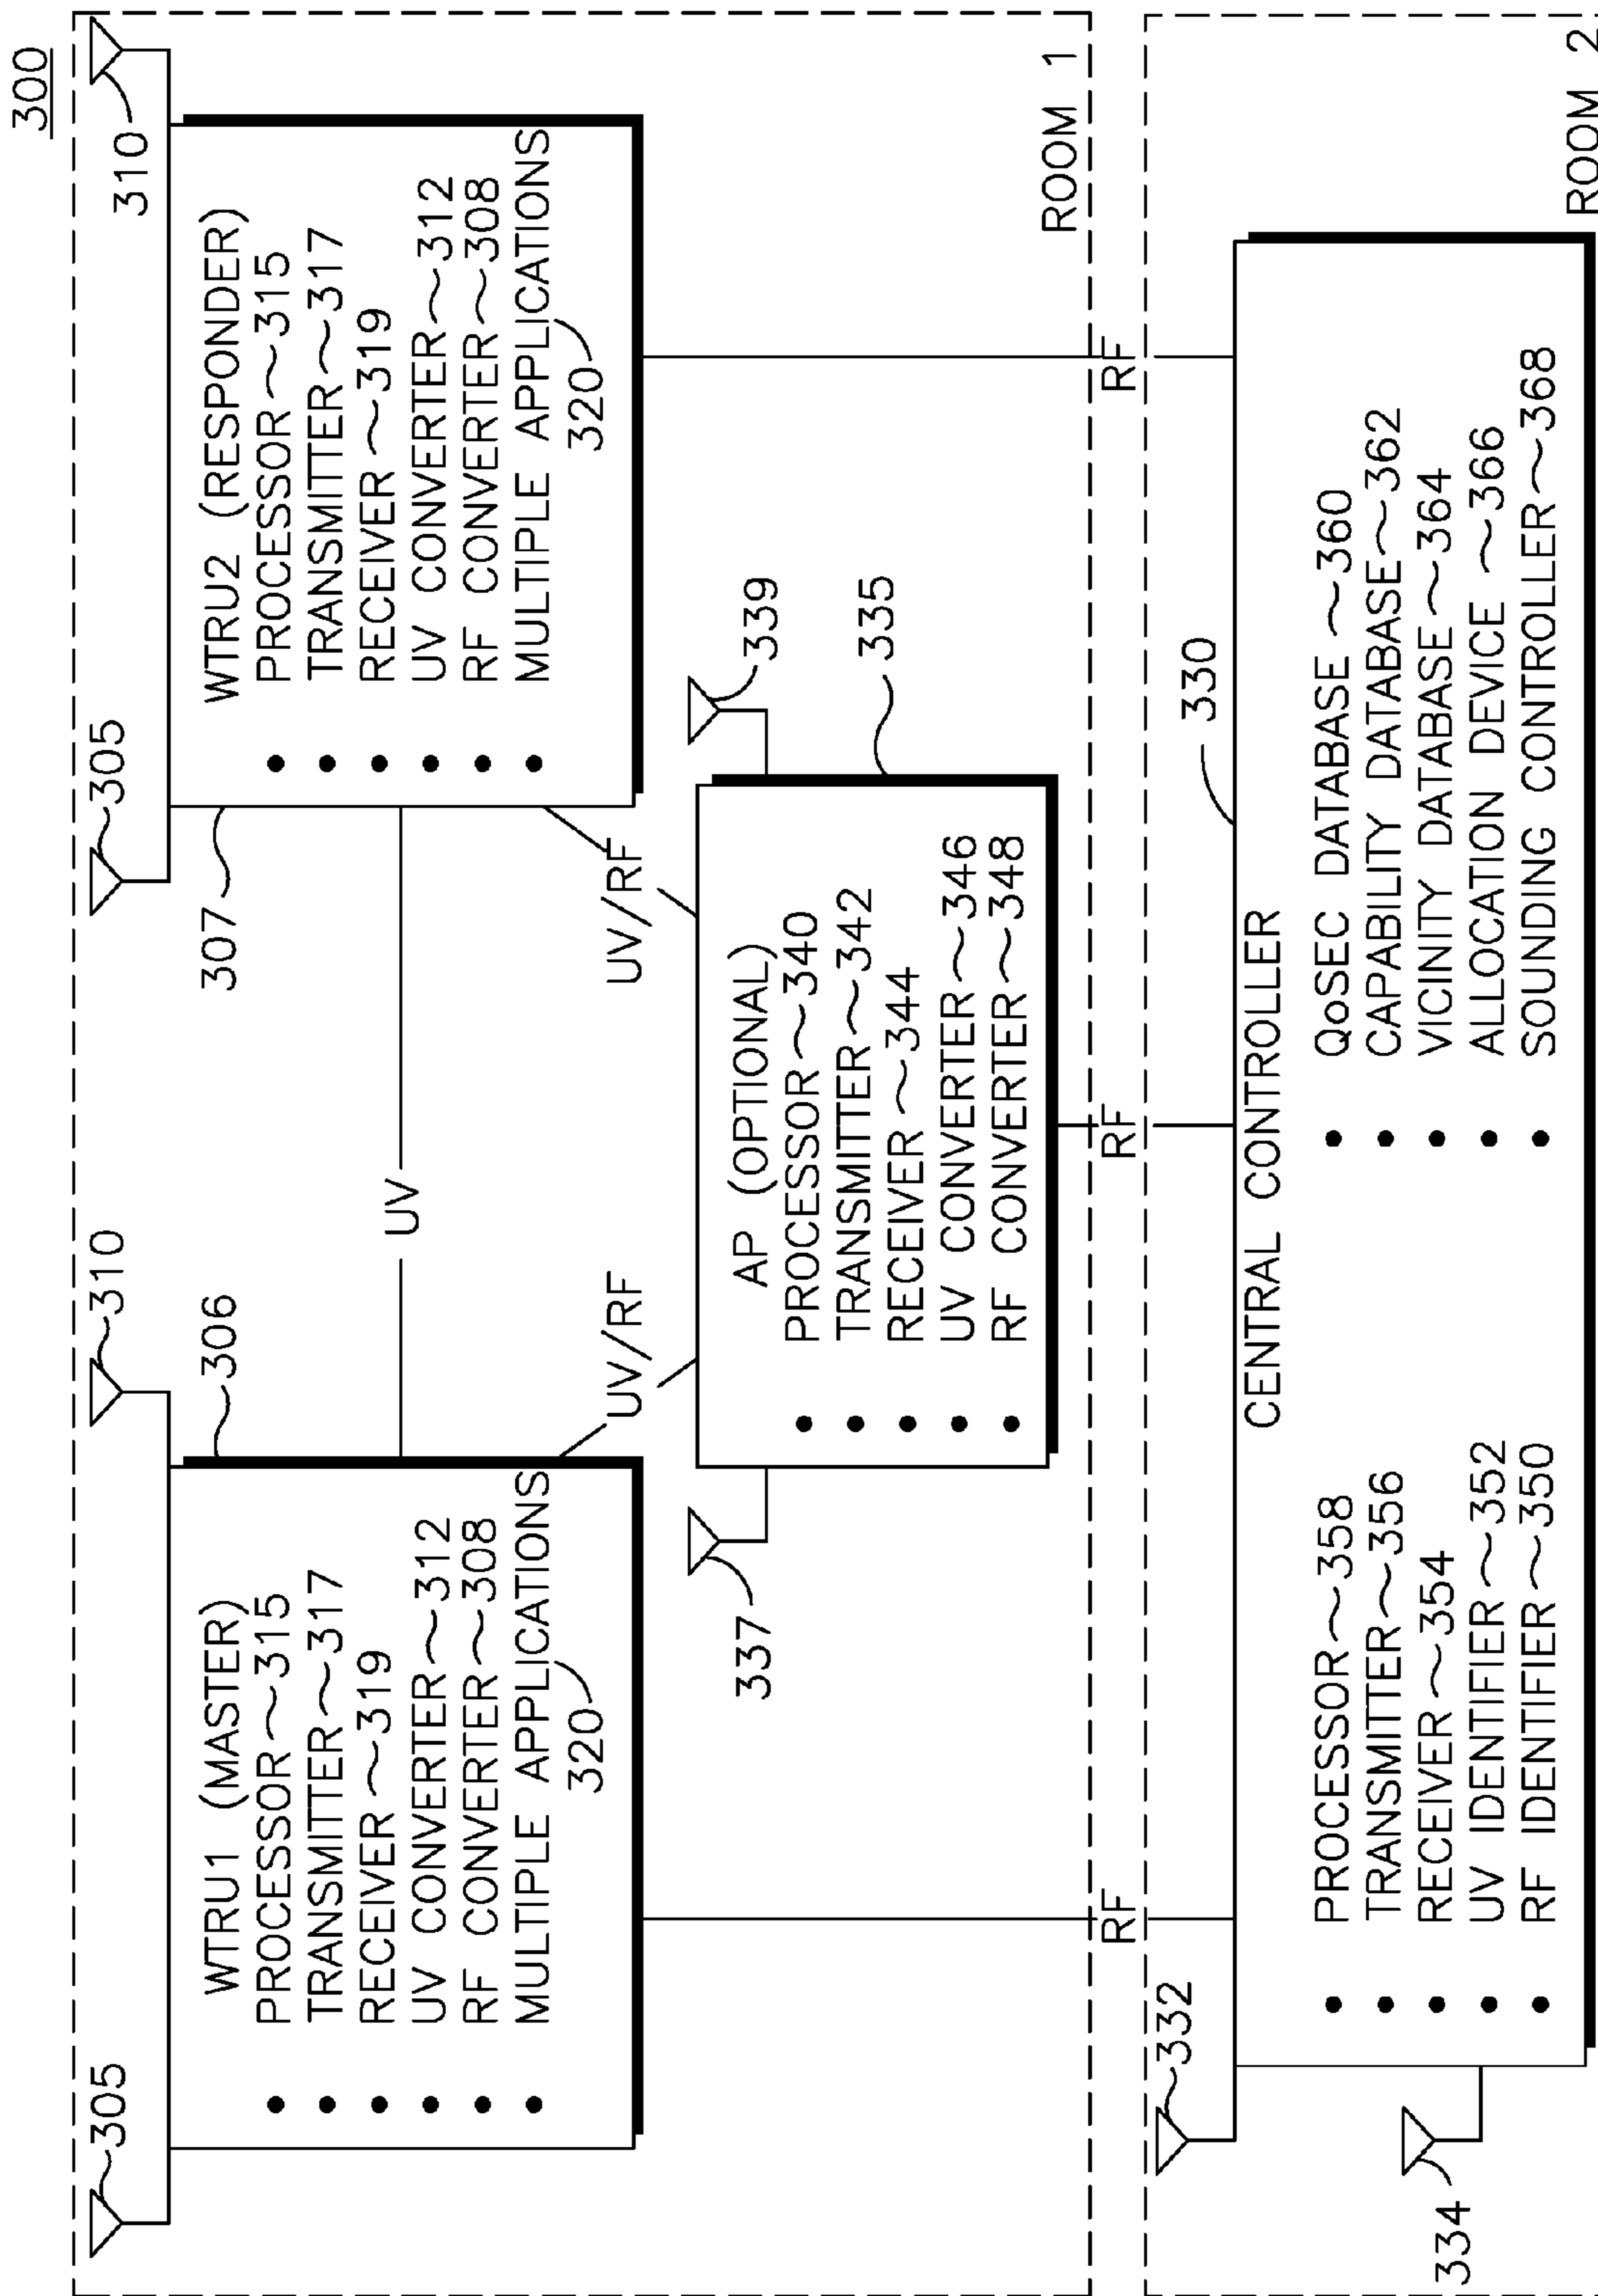 300
305
310
305
310
306
307
WTRU1 (MASTER)
• PROCESSOR~315
• TRANSMITTER~317
• RECEIVER~319
• UV CONVERTER~312
• RF CONVERTER~308
• MULTIPLE APPLICATIONS
320
UV
WTRU2 (RESPONDER)
• PROCESSOR~315
• TRANSMITTER~317
• RECEIVER~319
• UV CONVERTER~312
• RF CONVERTER~308
• MULTIPLE APPLICATIONS
320
UV/RF
UV/RF
337
339
335
AP (OPTIONAL)
• PROCESSOR~340
• TRANSMITTER~342
• RECEIVER~344
• UV CONVERTER~346
• RF CONVERTER~348
ROOM 1
RF
RF
RF
332
330
334
CENTRAL CONTROLLER
• PROCESSOR~358
• TRANSMITTER~356
• RECEIVER~354
• UV IDENTIFIER~352
• RF IDENTIFIER~350
• QoSEC DATABASE~360
• CAPABILITY DATABASE~362
• VICINITY DATABASE~364
• ALLOCATION DEVICE~366
• SOUNDING CONTROLLER~368
ROOM 2